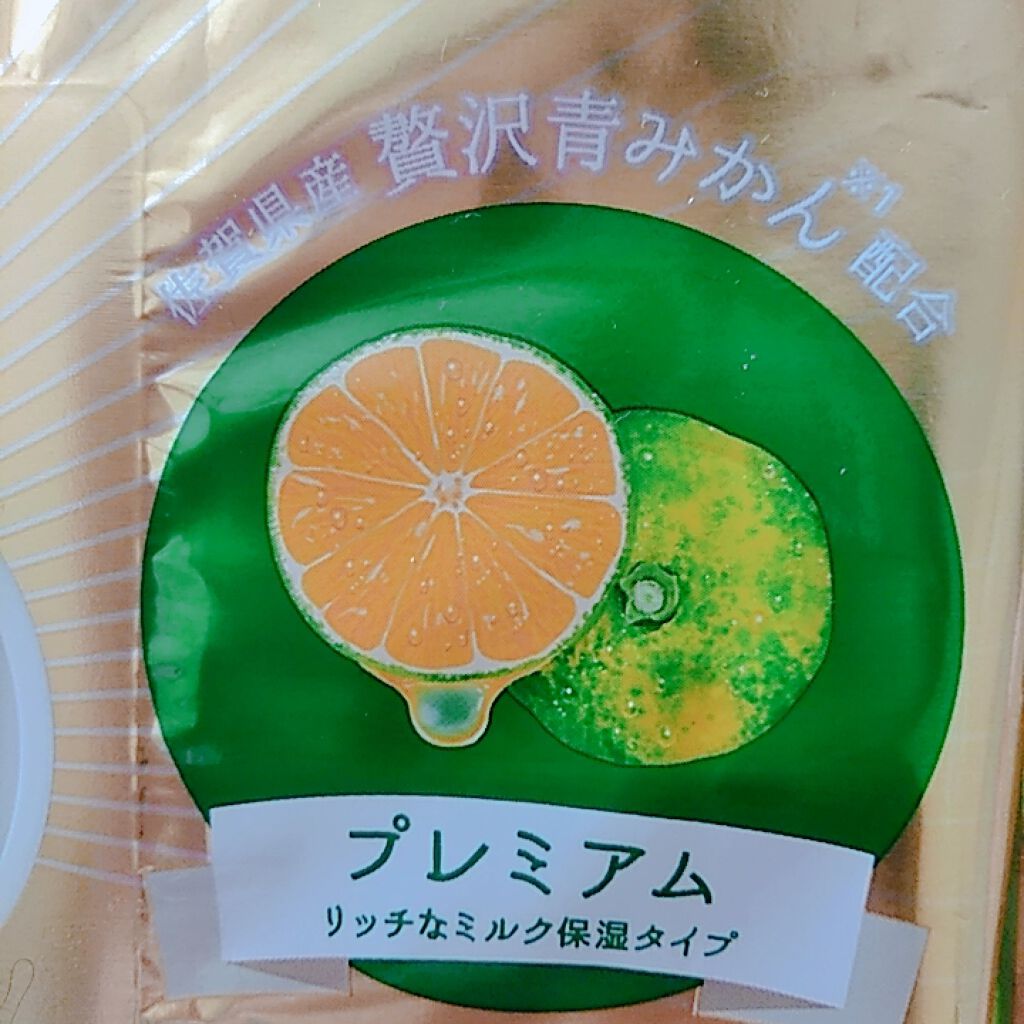 佐賀県産 贅沢青みかん※1 配合
プレミアム
リッチなミルク保湿タイプ